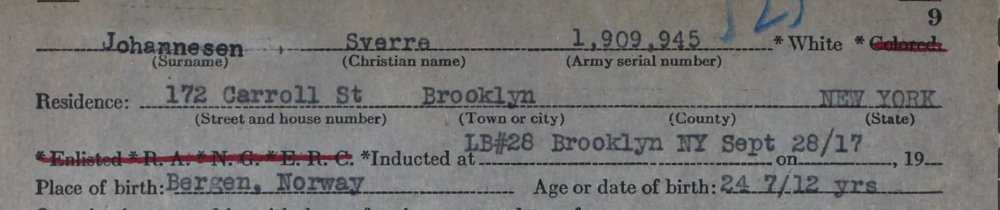 9
Johannesen , Sverre 1,909,945 * White * Colored.
(Surname) (Christian name) (Army serial number)
Residence: 172 Carroll St Brooklyn NEW YORK
(Street and house number) (Town or city) (County) (State)
*Enlisted *R. A. *N. G. *E. R. C. *Inducted at LB#28 Brooklyn NY Sept 28/17 on , 19
Place of birth: Bergen, Norway Age or date of birth: 24 7/12 yrs